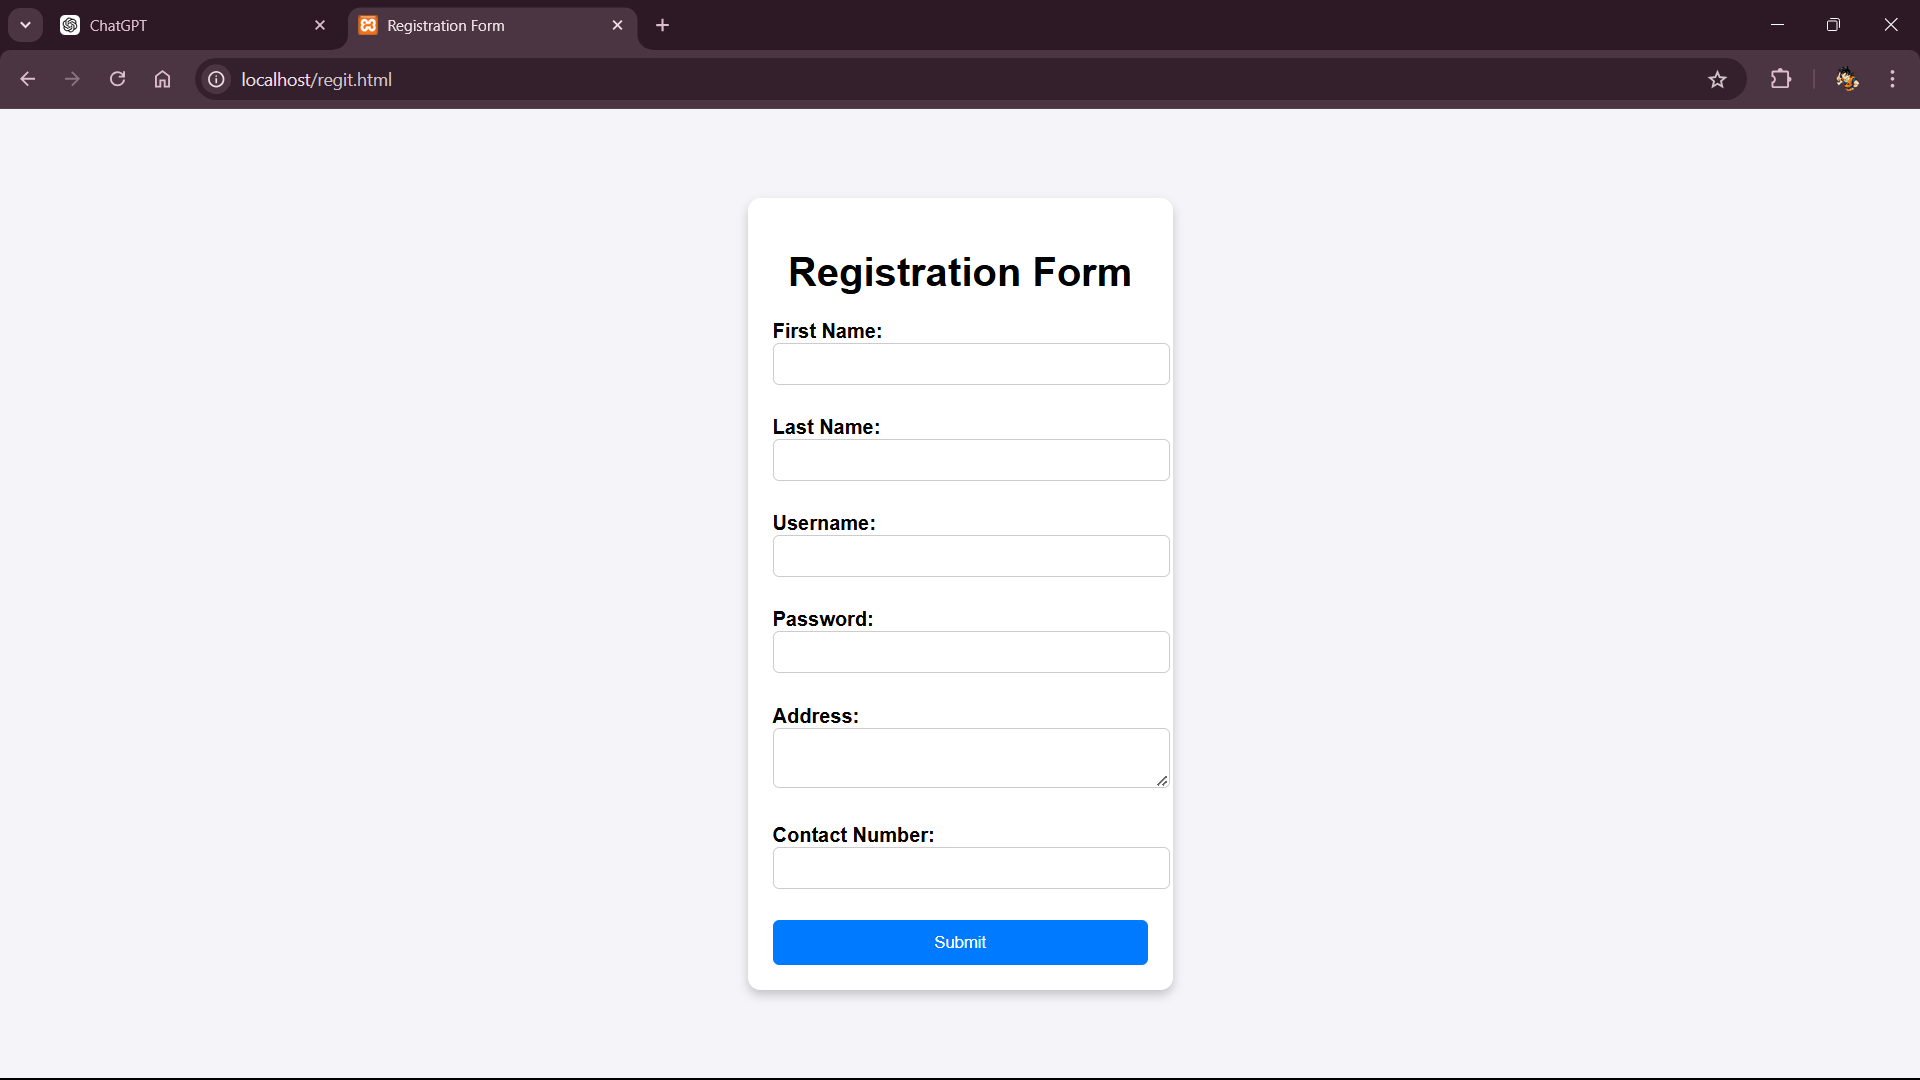 ChatGPT
Registration Form
localhost/regit.html
Registration Form
First Name:
Last Name:
Username:
Password:
Address:
Contact Number:
Submit